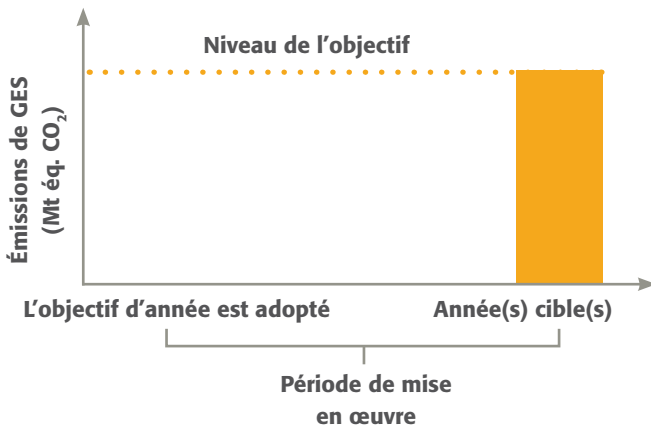 Niveau de l’objectif
Émissions de GES
(Mt éq. CO₂)
L’objectif d’année est adopté
Année(s) cible(s)
Période de mise
en œuvre